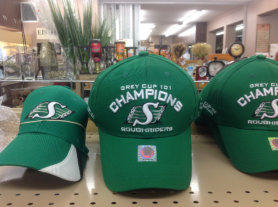 S
GREY CUP 101
CHAMPIONS
S
ROUGHRIDERS
GREY CUP 101
CHAMPIONS
S
ROUGHRIDERS